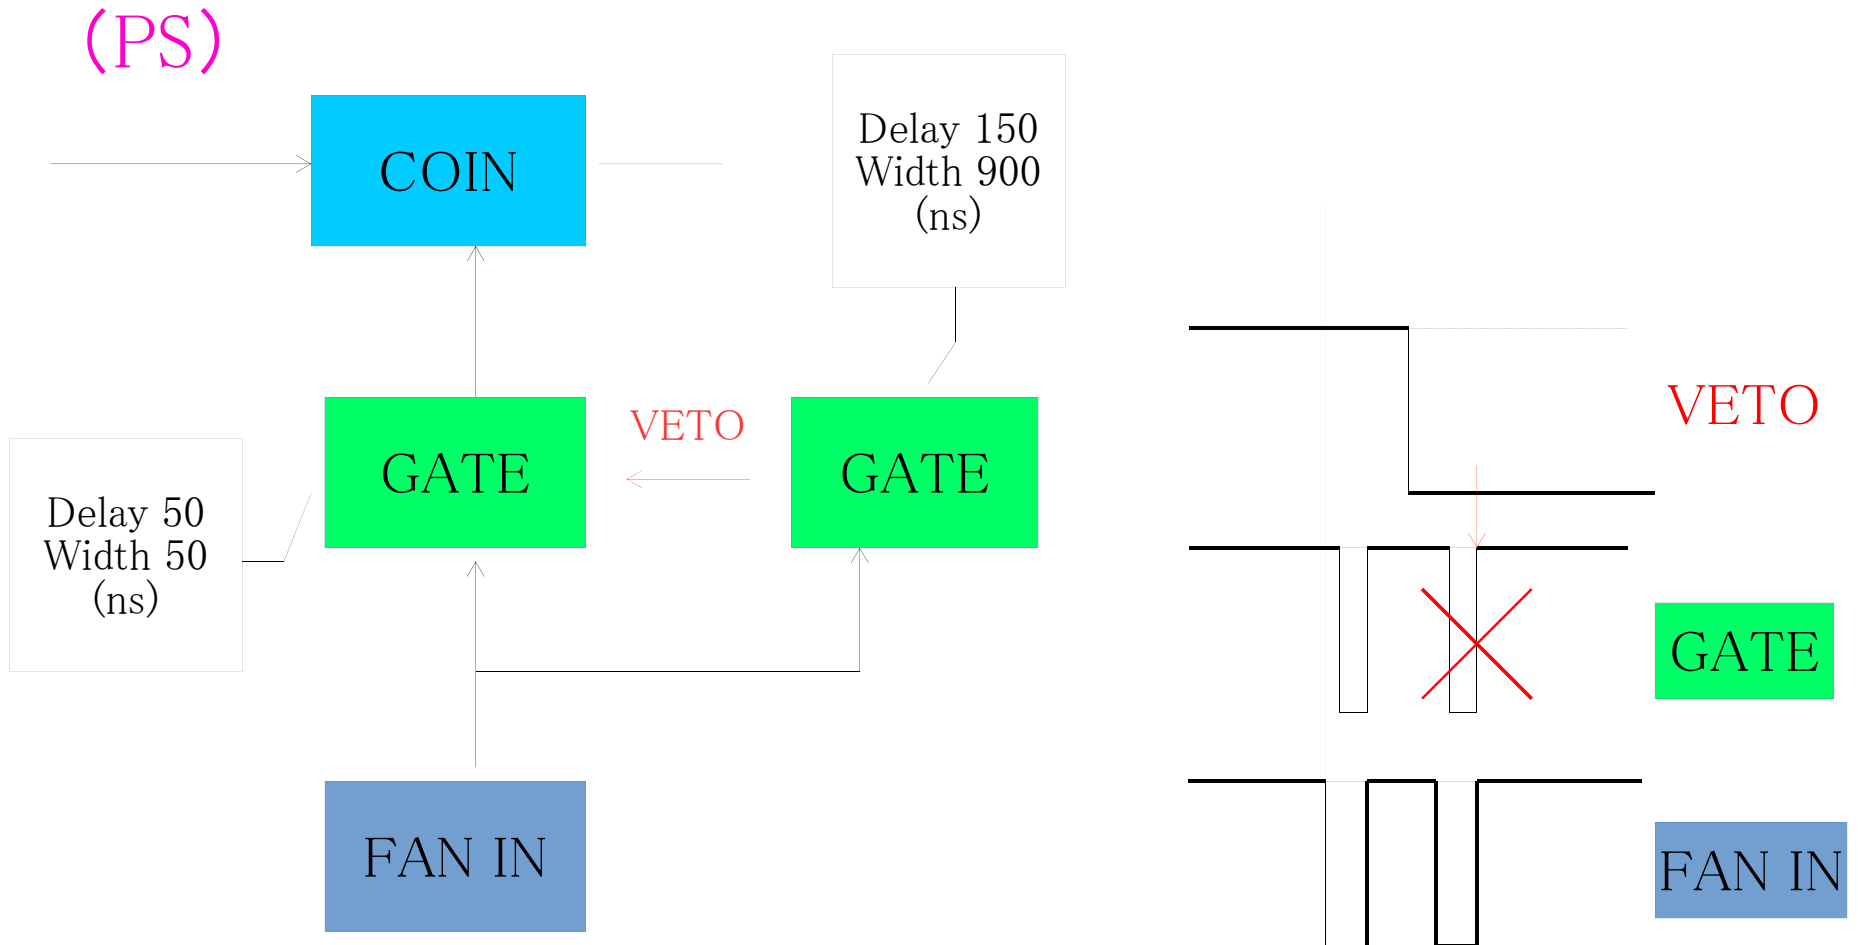 (PS)
COIN
Delay 150
Width 900
(ns)
VETO
VETO
GATE
GATE
Delay 50
Width 50
(ns)
GATE
FAN IN
FAN IN